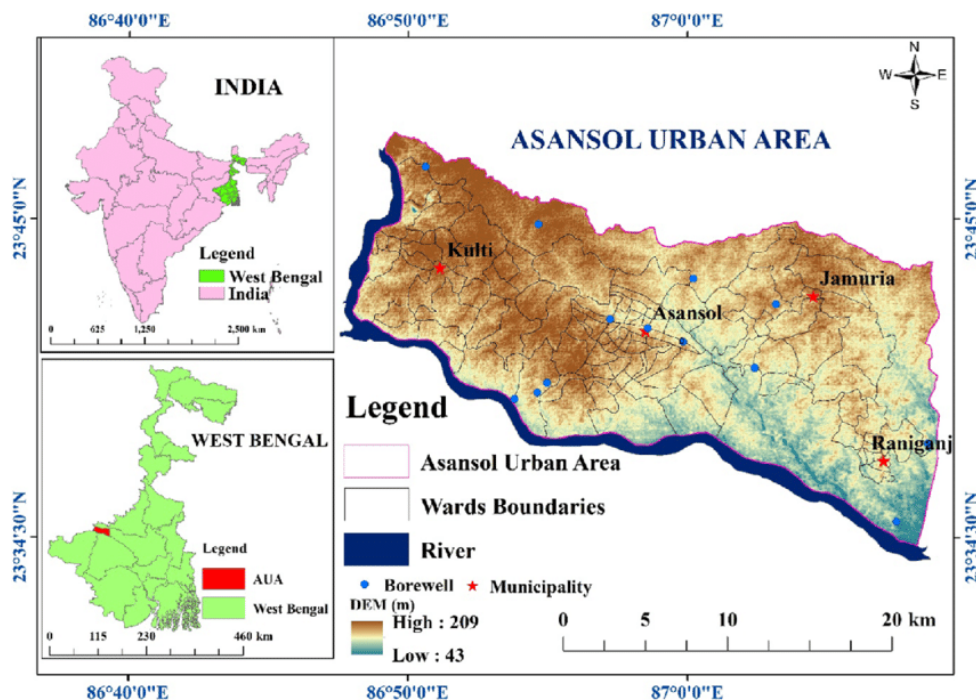 86°40'0"E 86°50'0"E 87°0'0"E
INDIA
Legend
West Bengal
India
0 625 1,250 2,500 km
WEST BENGAL
Legend
AUA
West Bengal
0 115 230 460 km
N
W E
S
ASANSOL URBAN AREA
Kulti
Jamuria
Asansol
Raniganj
Legend
Asansol Urban Area
Wards Boundaries
River
Borewell Municipality
DEM (m)
High : 209
Low : 43
0 5 10 20 km
23°45'0"N
23°34'30"N
23°45'0"N
23°34'30"N
86°40'0"E 86°50'0"E 87°0'0"E